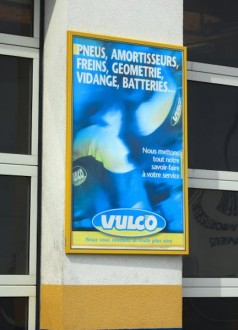 PNEUS, AMORTISSEURS,
FREINS, GEOMETRIE,
VIDANGE, BATTERIES...
Nous mettons
tout notre
savoir-faire
à votre service
VULCO